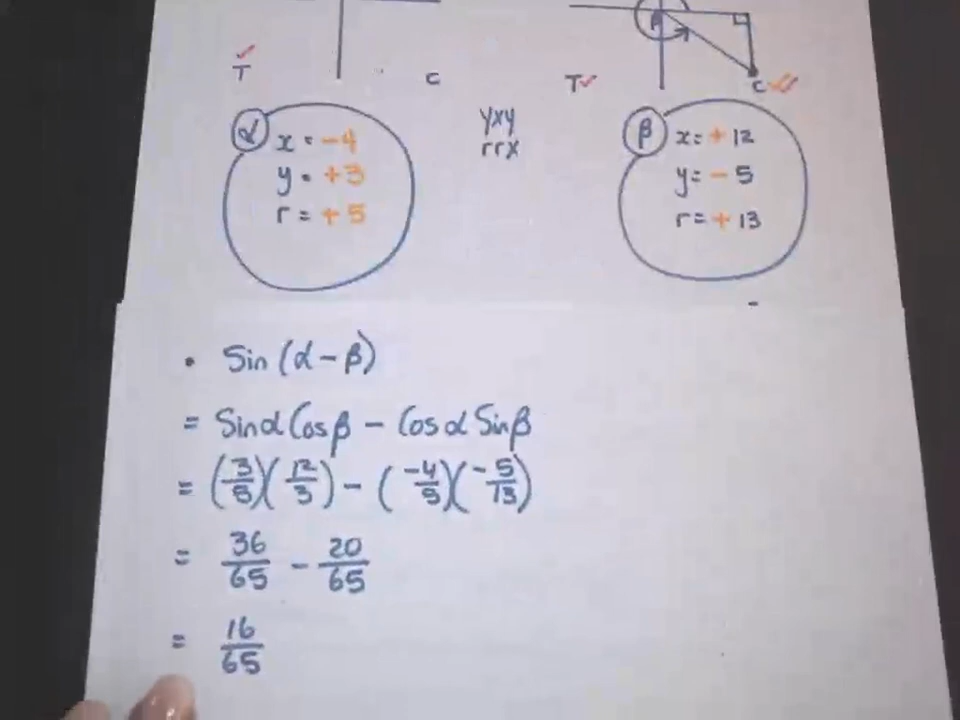 T✓ C T✓ C✓✓
α x = -4
y = +3
r = +5
yxy
rrx
β x = + 12
y = - 5
r = + 13
• Sin (α - β)
= Sinα Cosβ - Cosα Sinβ
= (3/5)(12/3) - (-4/5)(-5/13)
= 36/65 - 20/65
= 16/65